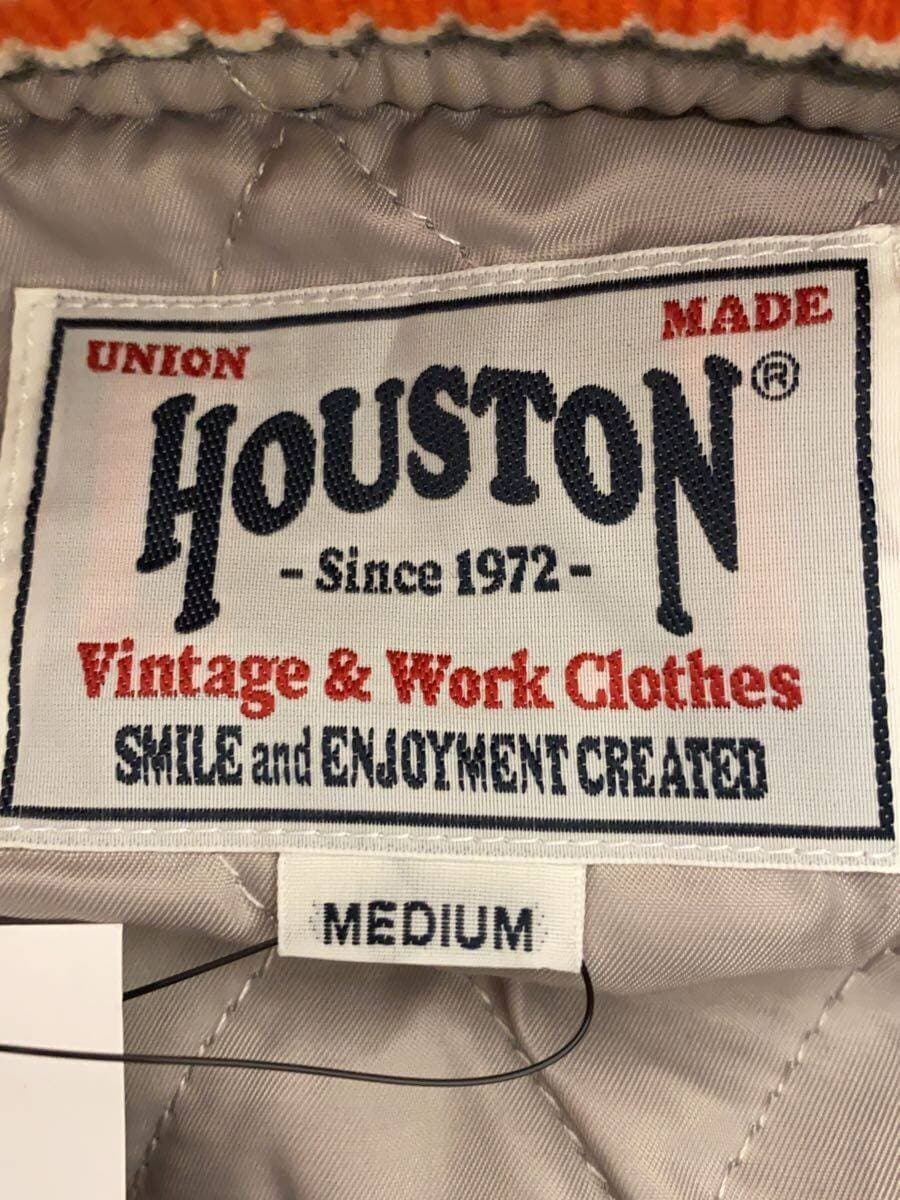 UNION MADE
HOUSTON®
- Since 1972 -
Vintage & Work Clothes
SMILE and ENJOYMENT CREATED
MEDIUM